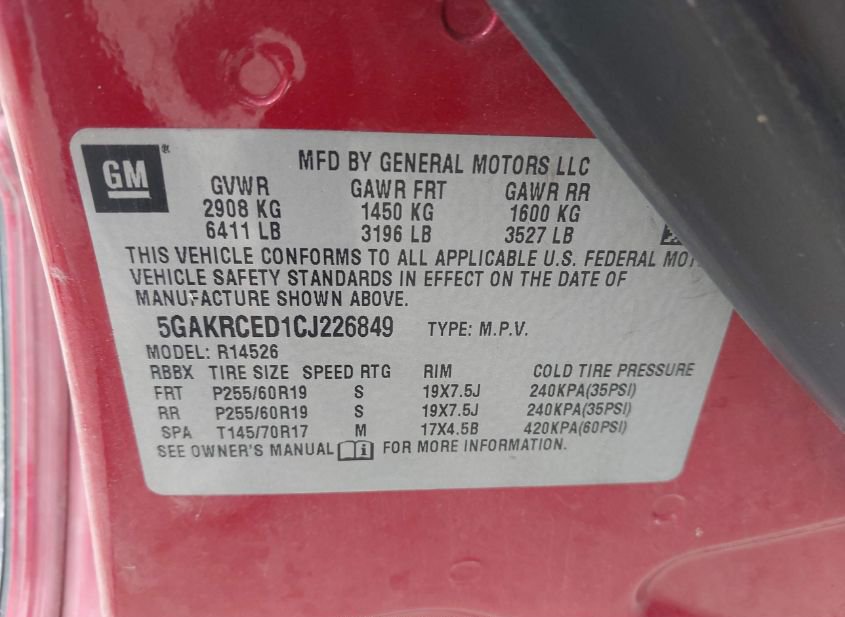 GM®
MFD BY GENERAL MOTORS LLC
GVWR GAWR FRT GAWR RR
2908 KG 1450 KG 1600 KG
6411 LB 3196 LB 3527 LB
THIS VEHICLE CONFORMS TO ALL APPLICABLE U.S. FEDERAL
VEHICLE SAFETY STANDARDS IN EFFECT ON THE DATE OF
MANUFACTURE SHOWN ABOVE.
5GAKRCED1CJ226849 TYPE: M.P.V.
MODEL: R14526
RBBX TIRE SIZE SPEED RTG RIM COLD TIRE PRESSURE
FRT P255/60R19 S 19X7.5J 240KPA(35PSI)
RR P255/60R19 S 19X7.5J 240KPA(35PSI)
SPA T145/70R17 M 17X4.5B 420KPA(60PSI)
SEE OWNER'S MANUAL i FOR MORE INFORMATION.